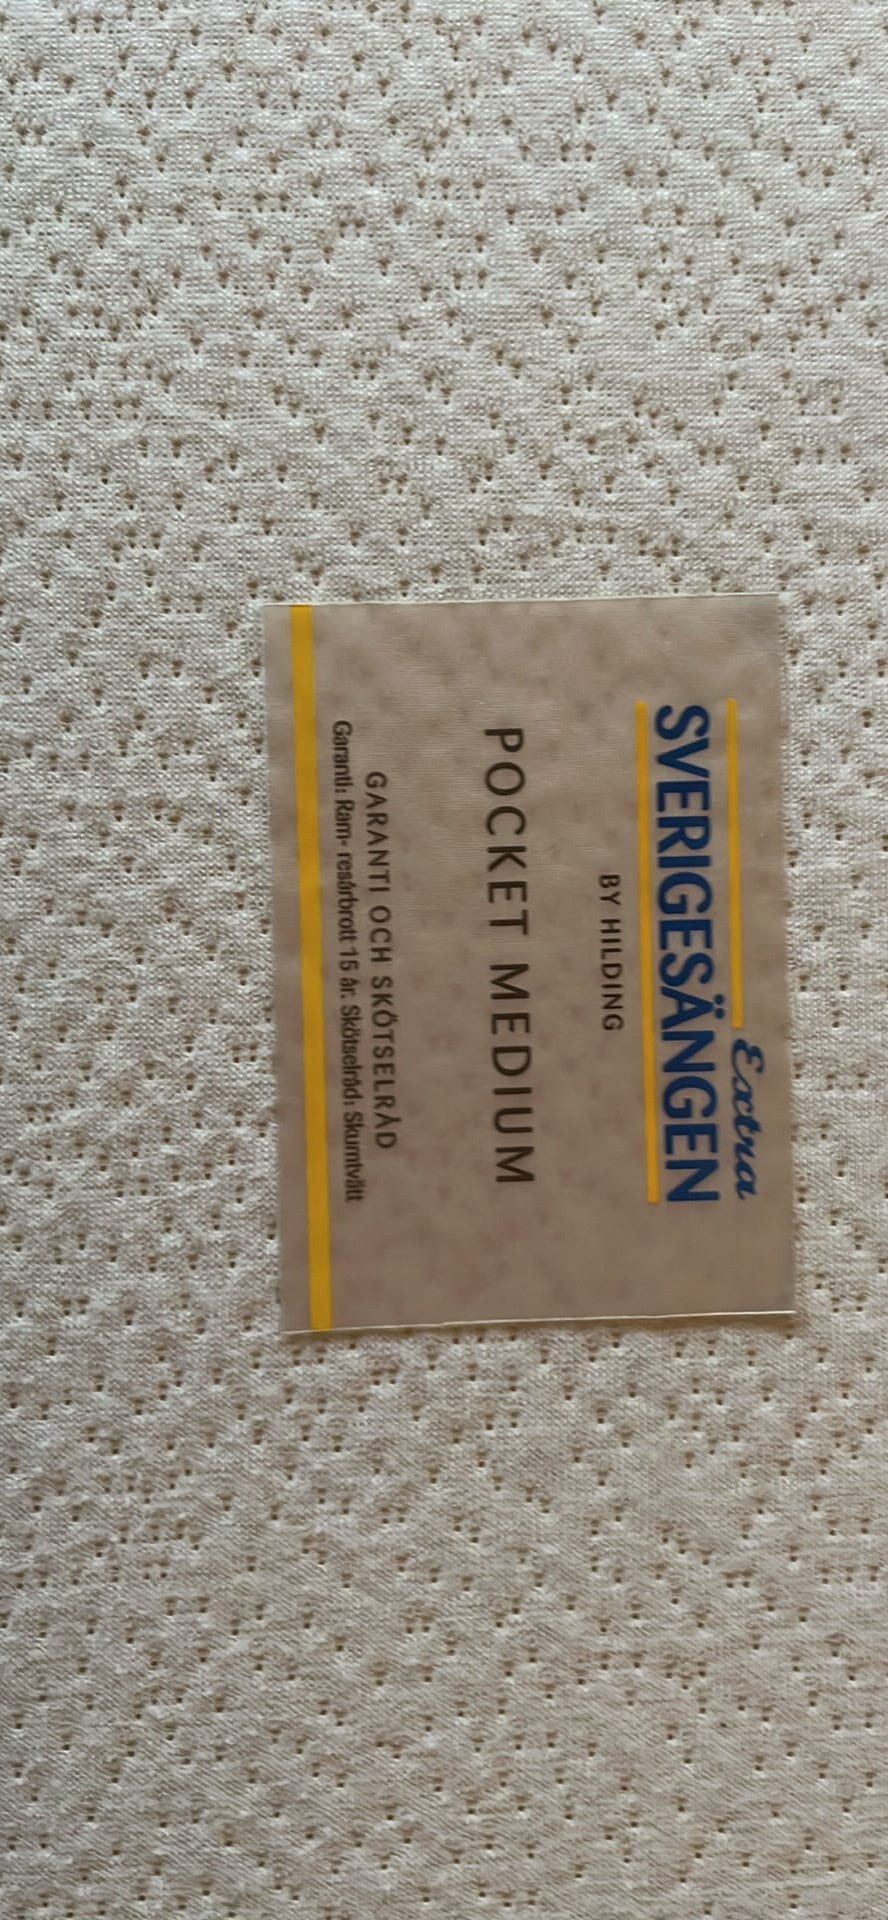 Extra
SVERIGESÄNGEN
BY HILDING
POCKET MEDIUM
GARANTI OCH SKÖTSELRÅD
Garanti: Ram- resårbrott 15 år. Skötselråd: Skumtvätt